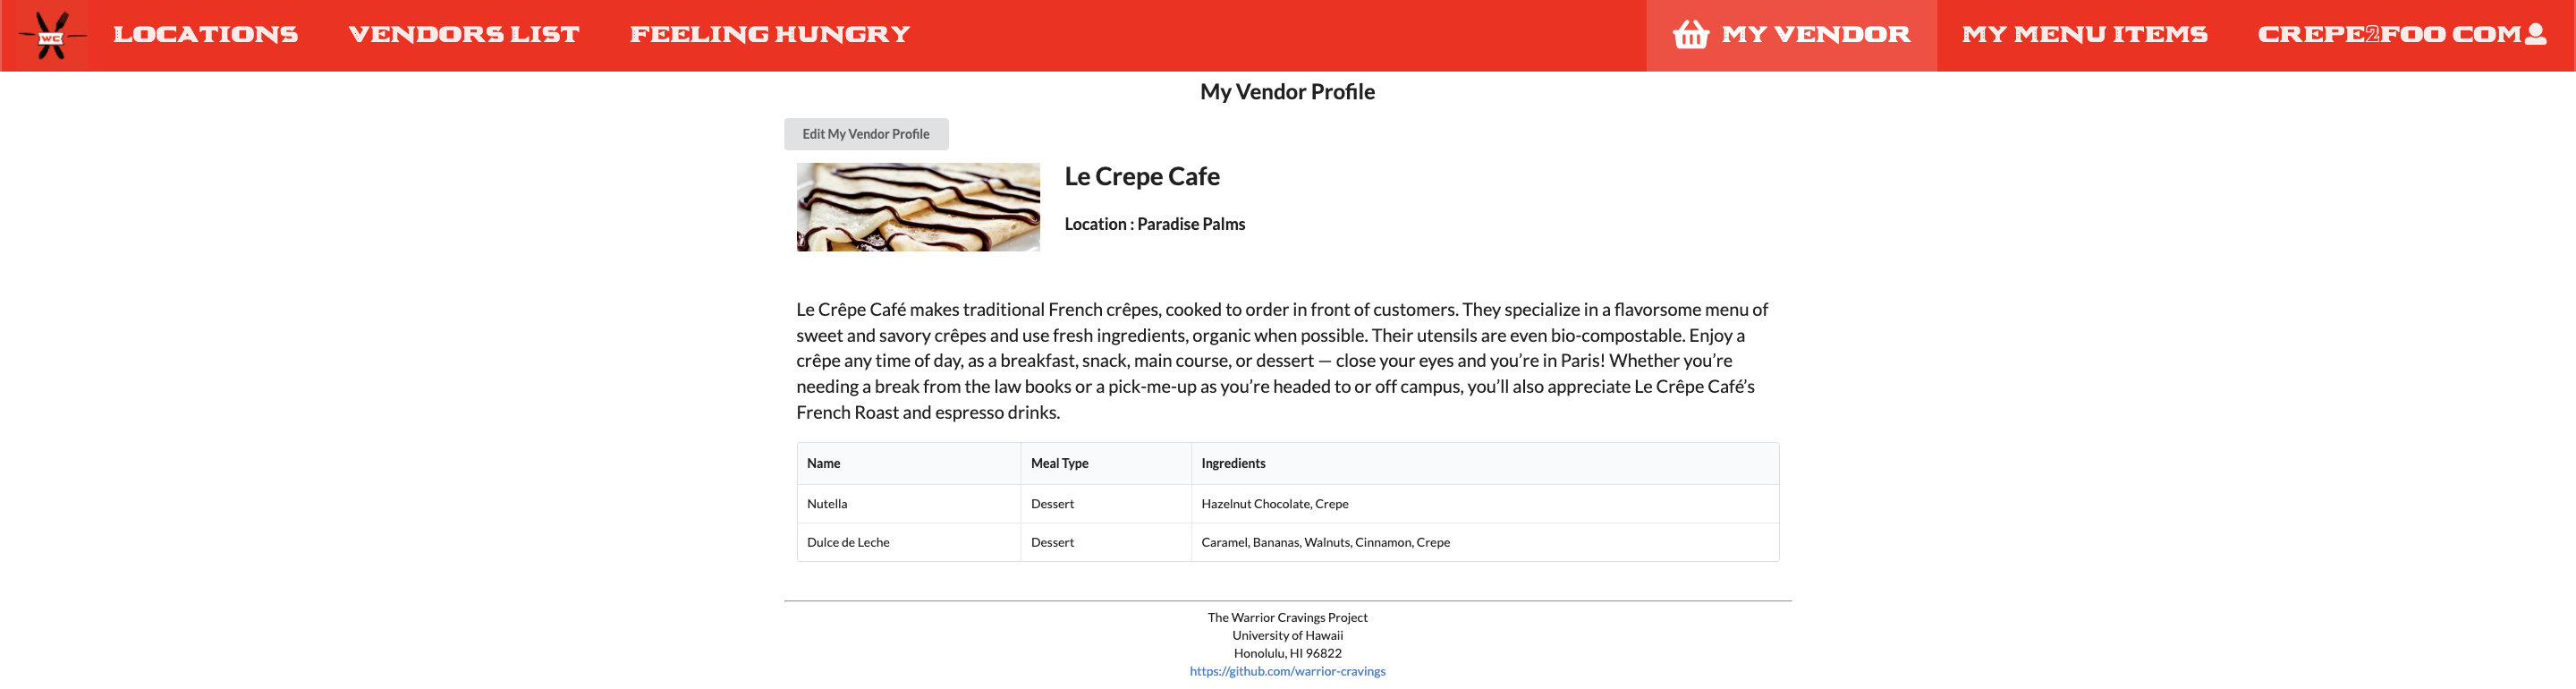 WC
LOCATIONS
VENDORS LIST
FEELING HUNGRY
MY VENDOR
MY MENU ITEMS
CREPE2FOO COM
My Vendor Profile
Edit My Vendor Profile
Le Crepe Cafe
Location : Paradise Palms
Le Crêpe Café makes traditional French crêpes, cooked to order in front of customers. They specialize in a flavorsome menu of
sweet and savory crêpes and use fresh ingredients, organic when possible. Their utensils are even bio-compostable. Enjoy a
crêpe any time of day, as a breakfast, snack, main course, or dessert — close your eyes and you’re in Paris! Whether you’re
needing a break from the law books or a pick-me-up as you’re headed to or off campus, you’ll also appreciate Le Crêpe Café’s
French Roast and espresso drinks.
Name Meal Type Ingredients
Nutella Dessert Hazelnut Chocolate, Crepe
Dulce de Leche Dessert Caramel, Bananas, Walnuts, Cinnamon, Crepe
The Warrior Cravings Project
University of Hawaii
Honolulu, HI 96822
https://github.com/warrior-cravings